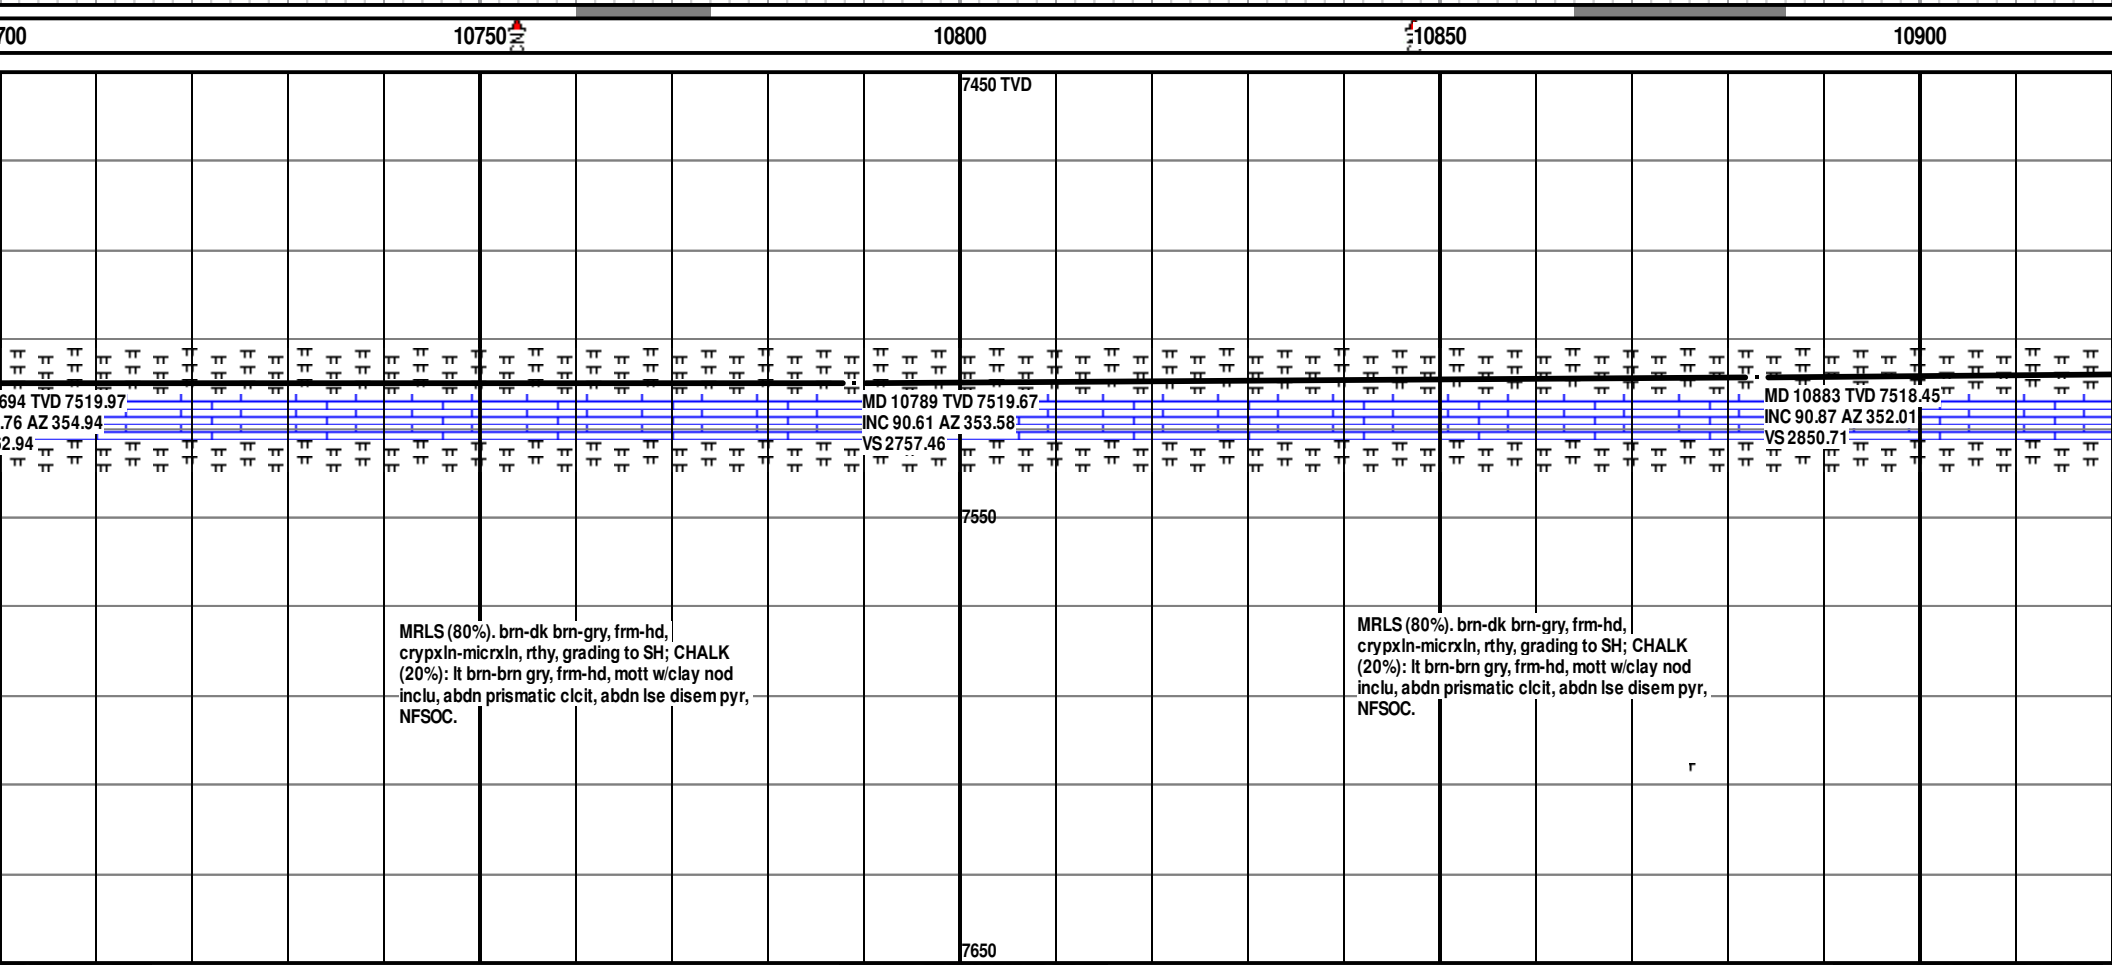 700
10750
10800
10850
10900
7450 TVD
694 TVD 7519.97
.76 AZ 354.94
62.94
MD 10789 TVD 7519.67
INC 90.61 AZ 353.58
VS 2757.46
MD 10883 TVD 7518.45
INC 90.87 AZ 352.01
VS 2850.71
7550
MRLS (80%). brn-dk brn-gry, frm-hd,
crypxln-micrxln, rthy, grading to SH; CHALK
(20%): lt brn-brn gry, frm-hd, mott w/clay nod
inclu, abdn prismatic clcit, abdn lse disem pyr,
NFSOC.
MRLS (80%). brn-dk brn-gry, frm-hd,
crypxln-micrxln, rthy, grading to SH; CHALK
(20%): lt brn-brn gry, frm-hd, mott w/clay nod
inclu, abdn prismatic clcit, abdn lse disem pyr,
NFSOC.
7650